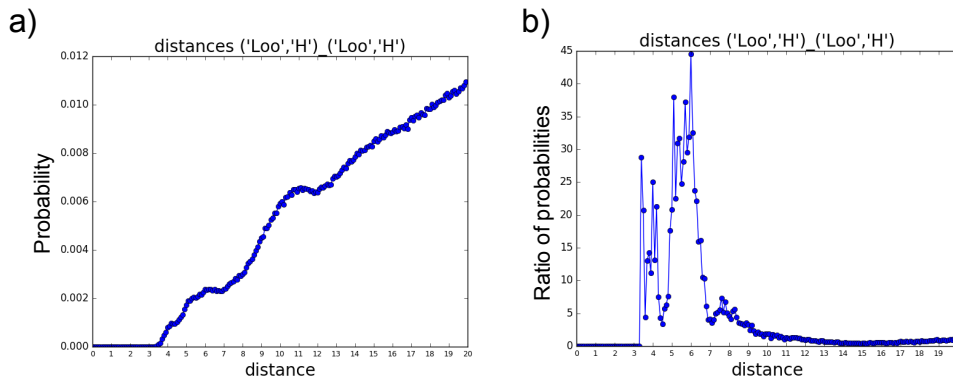 a)
distances ('Loo','H')_('Loo','H')
Probability
0.012
0.010
0.008
0.006
0.004
0.002
0.000
0 1 2 3 4 5 6 7 8 9 10 11 12 13 14 15 16 17 18 19 20
distance
b)
distances ('Loo','H')_('Loo','H')
Ratio of probabilities
45
40
35
30
25
20
15
10
5
0
0 1 2 3 4 5 6 7 8 9 10 11 12 13 14 15 16 17 18 19
distance